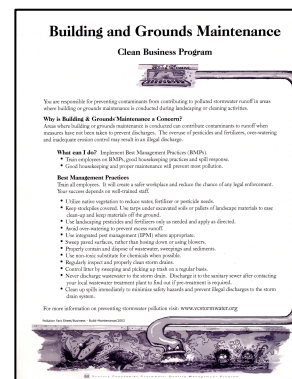 Building and Grounds Maintenance
Clean Business Program
You are responsible for preventing contaminants from contributing to polluted stormwater runoff in areas
where building or grounds maintenance is conducted during landscaping or cleaning activities.
Why is Building & Grounds Maintenance a Concern?
Areas where building or grounds maintenance is conducted can contribute contaminants to runoff when
measures have not been taken to prevent discharges. The overuse of pesticides and fertilizers, over-watering
and inadequate erosion control may result in an illegal discharge.
What can I do? Implement Best Management Practices (BMPs).
• Train employees on BMPs, good housekeeping practices and spill response.
• Good housekeeping and proper maintenance will prevent most pollution.
Best Management Practices
Train all employees. It will create a safer workplace and reduce the chance of any legal enforcement.
Your success depends on well-trained staff.
• Utilize native vegetation to reduce water, fertilizer or pesticide needs.
• Keep stockpiles covered. Use tarps under excavated soils or pallets of landscape materials to ease
clean-up and keep materials off the ground.
• Use landscaping pesticides and fertilizers only as needed and apply as directed.
• Avoid over-watering to prevent excess runoff.
• Use integrated pest management (IPM) where appropriate.
• Sweep paved surfaces, rather than hosing down or using blowers.
• Properly contain and dispose of wastewater, sweepings and sediments.
• Use non-toxic substitute for chemicals when possible.
• Regularly inspect and properly clean storm drains.
• Control litter by sweeping and picking up trash on a regular basis.
• Never discharge wastewater to the storm drain. Discharge it to the sanitary sewer after contacting
your local wastewater treatment plant to find out if pre-treatment is required.
• Clean up spills immediately to minimize safety hazards and prevent illegal discharges to the storm
drain system.
For more information on preventing stormwater pollution visit: www.vcstormwater.org
Pollution Fact Sheet/Business - Build-Maintenance/2003
Ventura Countywide Stormwater Quality Management Program